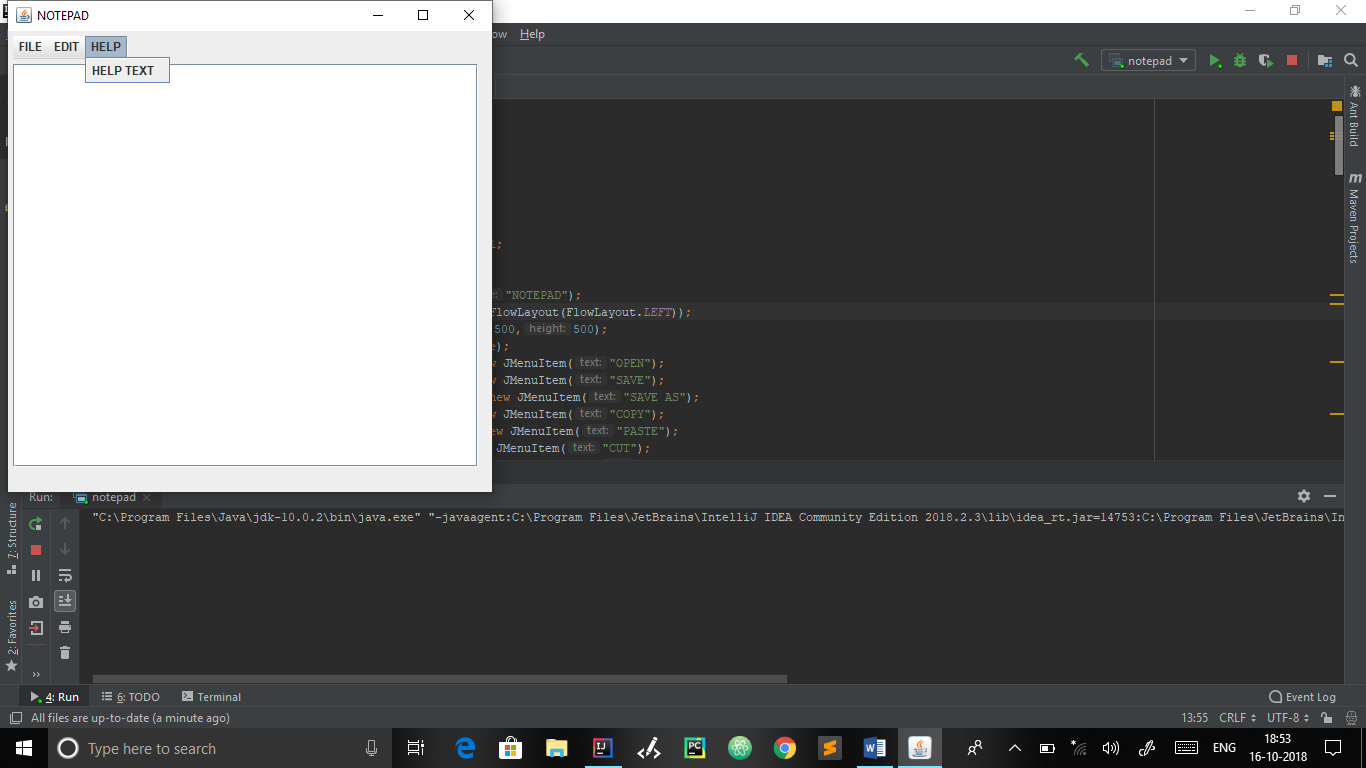 NOTEPAD
FILE EDIT HELP
HELP TEXT
Help
notepad
Ant Build
m Maven Projects
"NOTEPAD");
FlowLayout(FlowLayout.LEFT));
500, height: 500);
);
JMenuItem( text: "OPEN");
JMenuItem( text: "SAVE");
new JMenuItem( text: "SAVE AS");
JMenuItem( text: "COPY");
JMenuItem( text: "PASTE");
JMenuItem( text: "CUT");
Run: notepad
"C:\Program Files\Java\jdk-10.0.2\bin\java.exe" "-javaagent:C:\Program Files\JetBrains\IntelliJ IDEA Community Edition 2018.2.3\lib\idea_rt.jar=14753:C:\Program Files\JetBrains\In
7: Structure
2: Favorites
4: Run 6: TODO Terminal Event Log
All files are up-to-date (a minute ago) 13:55 CRLF UTF-8
Type here to search
ENG
18:53
16-10-2018